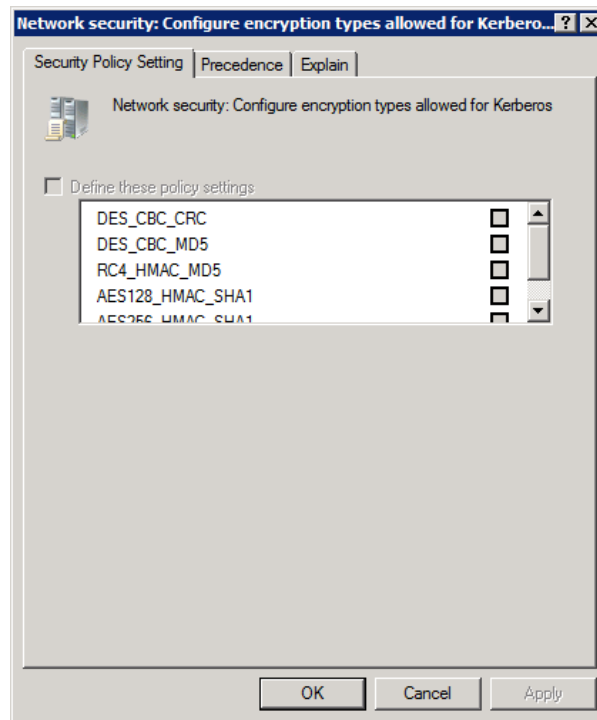 Network security: Configure encryption types allowed for Kerbero... ? X
Security Policy Setting Precedence Explain
Network security: Configure encryption types allowed for Kerberos
Define these policy settings
DES_CBC_CRC
DES_CBC_MD5
RC4_HMAC_MD5
AES128_HMAC_SHA1
AES256_HMAC_SHA1
OK Cancel Apply